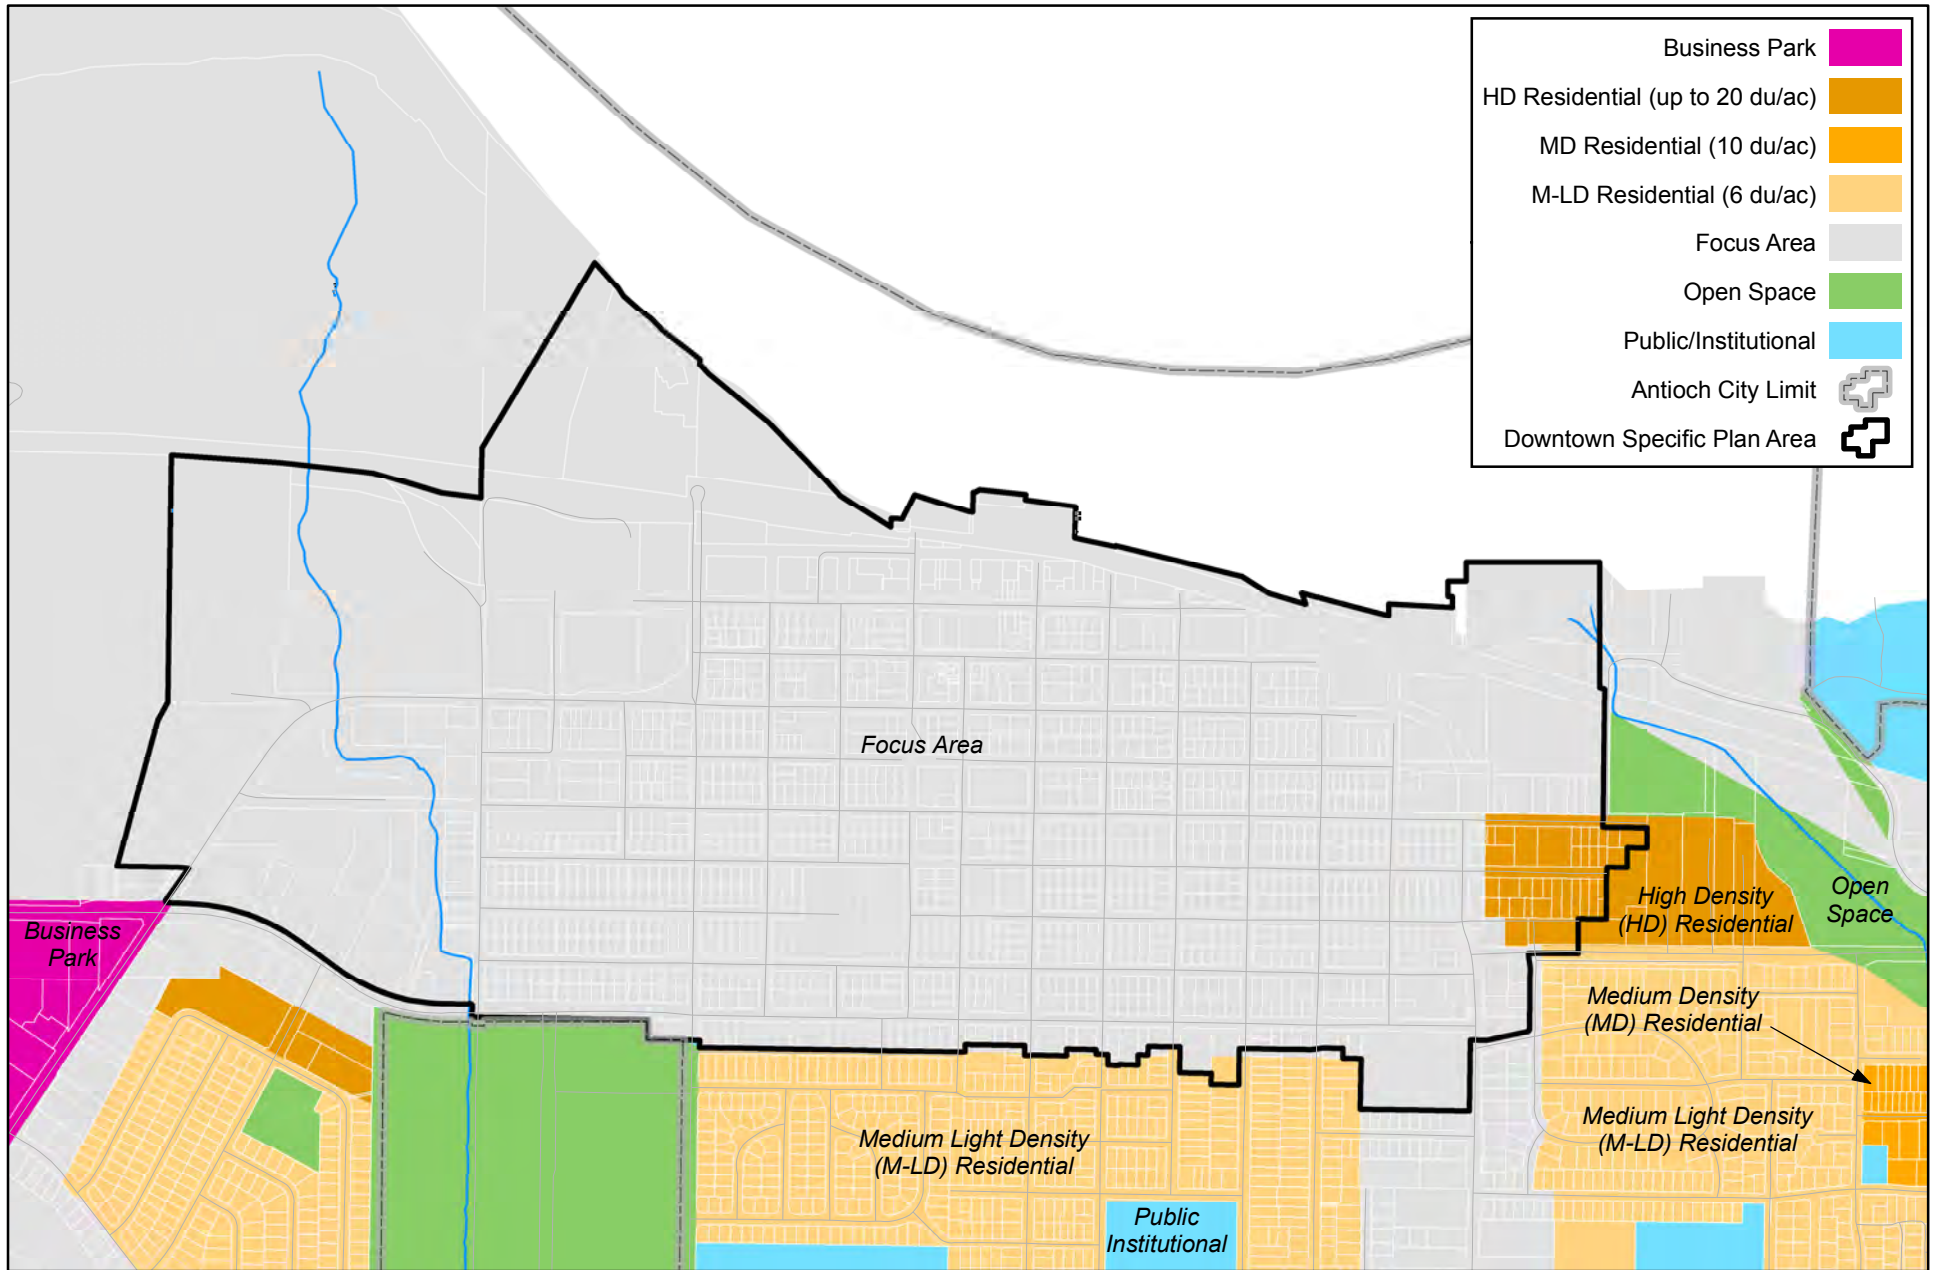 Business Park
HD Residential (up to 20 du/ac)
MD Residential (10 du/ac)
M-LD Residential (6 du/ac)
Focus Area
Open Space
Public/Institutional
Antioch City Limit
Downtown Specific Plan Area
Focus Area
High Density
(HD) Residential
Open
Space
Business
Park
Medium Density
(MD) Residential
Medium Light Density
(M-LD) Residential
Medium Light Density
(M-LD) Residential
Public
Institutional